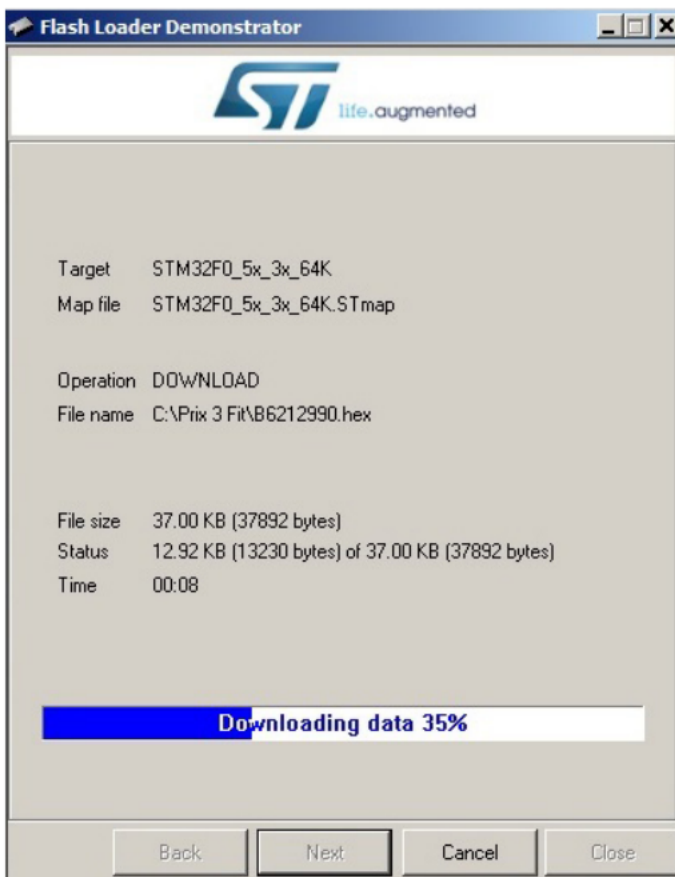 Flash Loader Demonstrator
ST life.augmented
Target STM32F0_5x_3x_64K
Map file STM32F0_5x_3x_64K.STmap
Operation DOWNLOAD
File name C:\Prix 3 Fit\B6212990.hex
File size 37.00 KB (37892 bytes)
Status 12.92 KB (13230 bytes) of 37.00 KB (37892 bytes)
Time 00:08
Downloading data 35%
Back Next Cancel Close